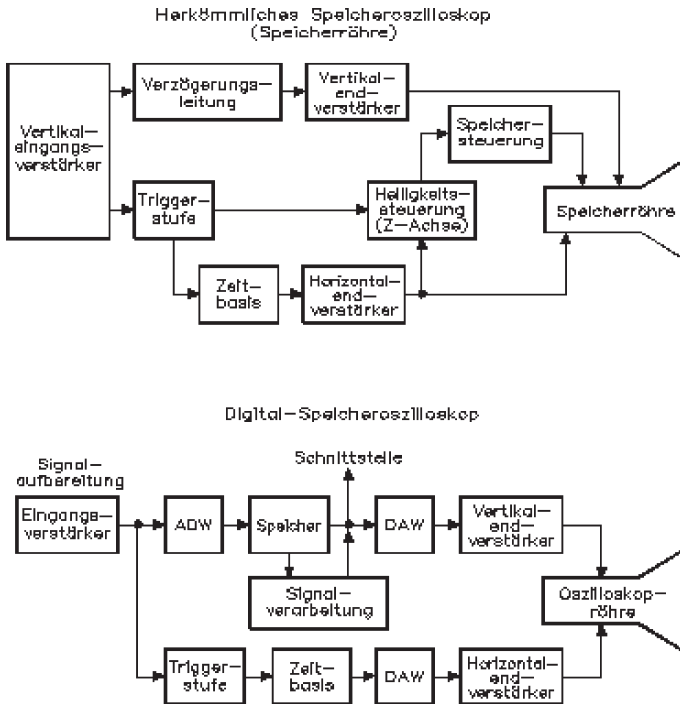 Herkömmliches Speicheroszilloskop
(Speicherröhre)
Vertikal-
eingangs-
verstärker
Verzögerungs-
leitung
Vertikal-
end-
verstärker
Speicher-
steuerung
Trigger-
stufe
Helligkeits-
steuerung
(Z-Achse)
Speicherröhre
Zeit-
basis
Horizontal-
end-
verstärker
Digital-Speicheroszilloskop
Signal-
aufbereitung
Schnittstelle
Eingangs-
verstärker
ADW
Speicher
DAW
Vertikal-
end-
verstärker
Signal-
verarbeitung
Oszilloskop-
röhre
Trigger-
stufe
Zeit-
basis
DAW
Horizontal-
end-
verstärker